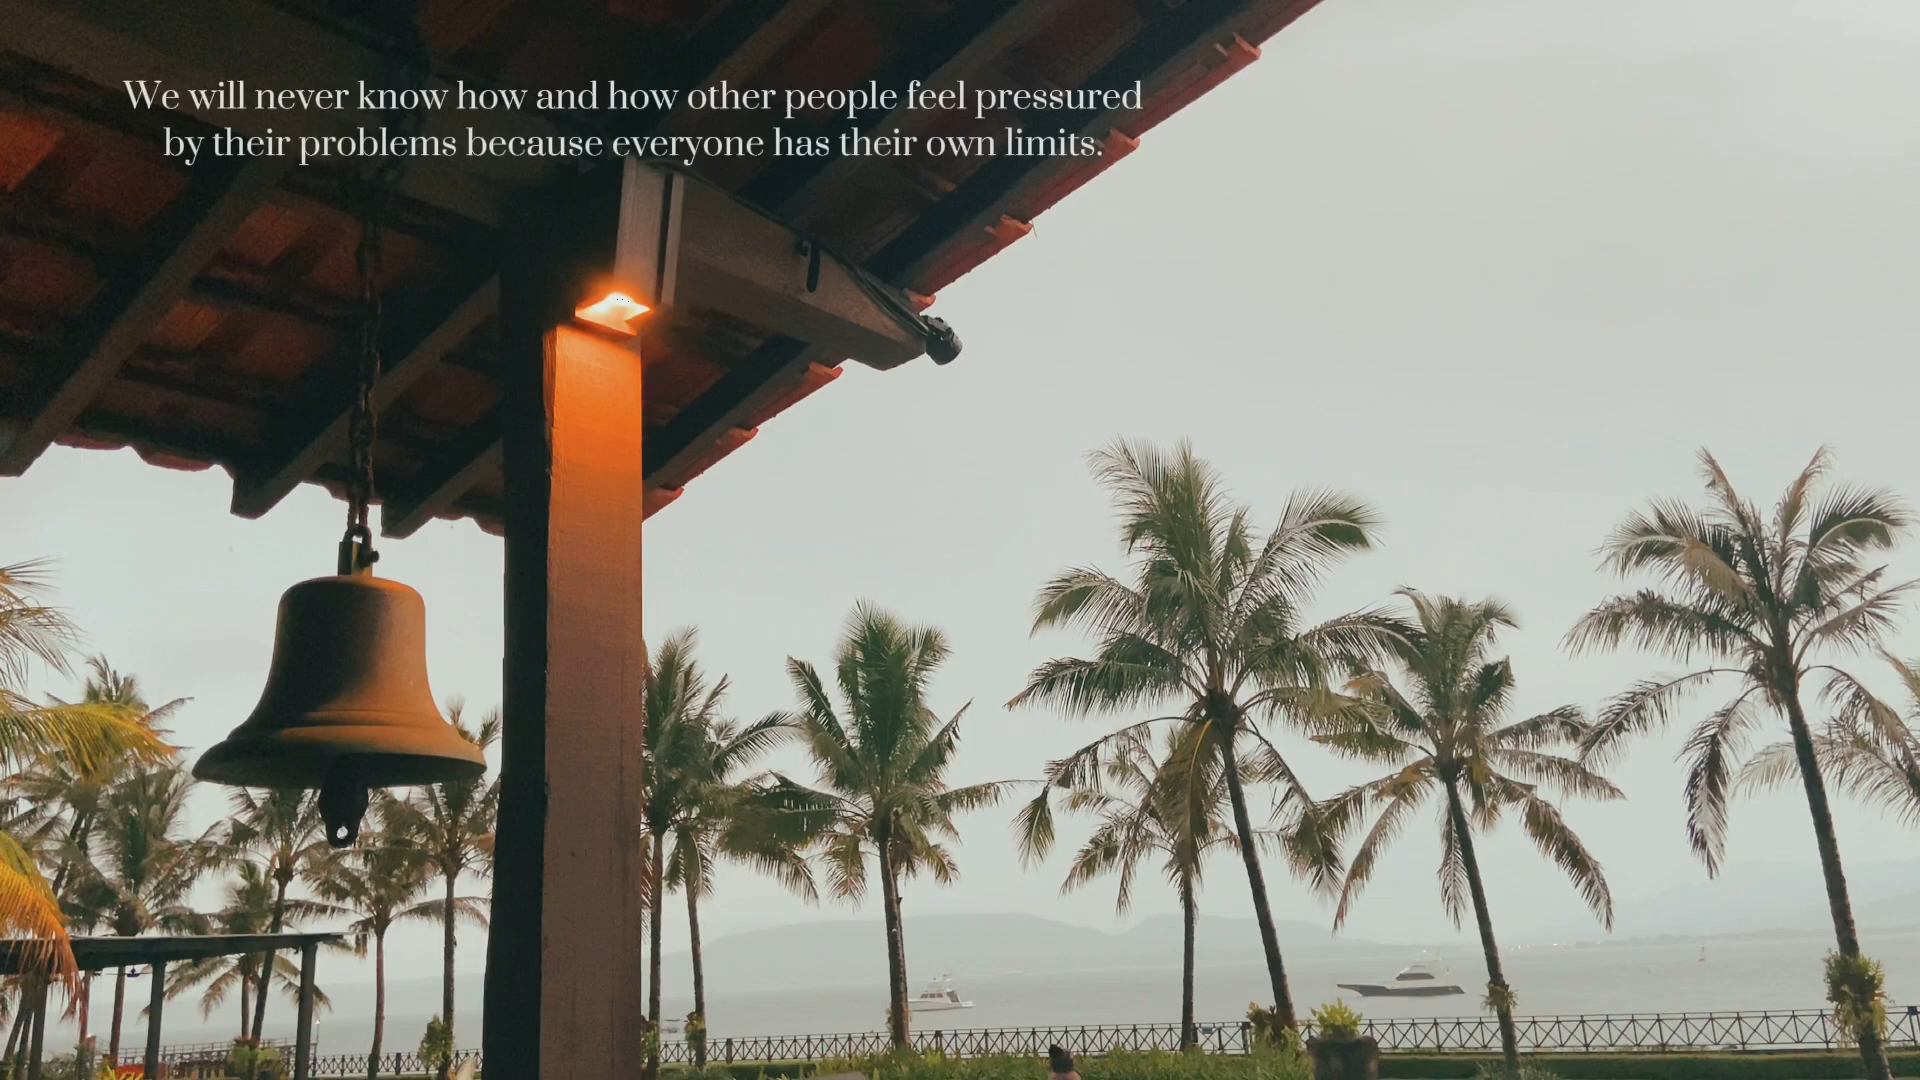 We will never know how and how other people feel pressured
by their problems because everyone has their own limits.